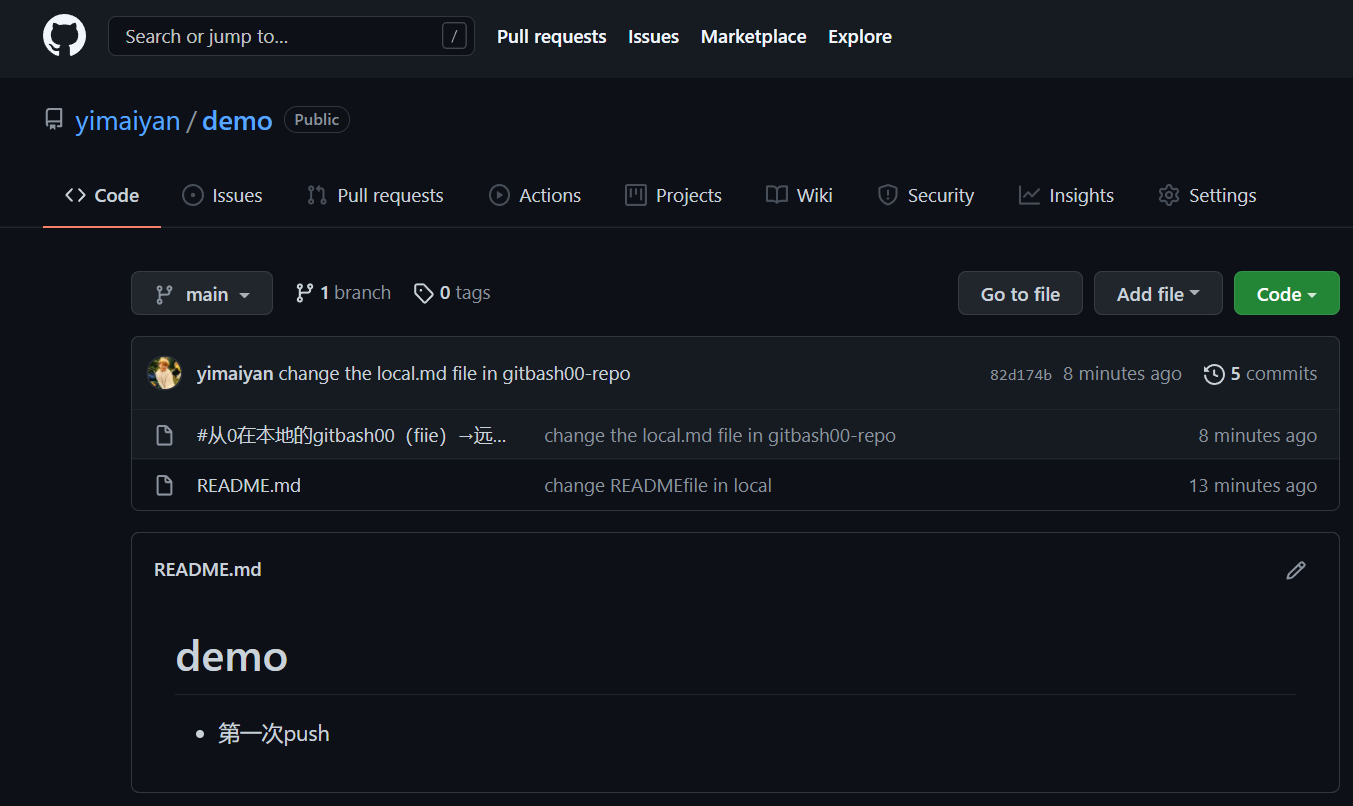 Search or jump to... / Pull requests Issues Marketplace Explore
yimaiyan / demo Public
Code Issues Pull requests Actions Projects Wiki Security Insights Settings
main 1 branch 0 tags Go to file Add file Code
yimaiyan change the local.md file in gitbash00-repo 82d174b 8 minutes ago 5 commits
#从0在本地的gitbash00（fiie）→远... change the local.md file in gitbash00-repo 8 minutes ago
README.md change READMEfile in local 13 minutes ago
README.md
demo
• 第一次push